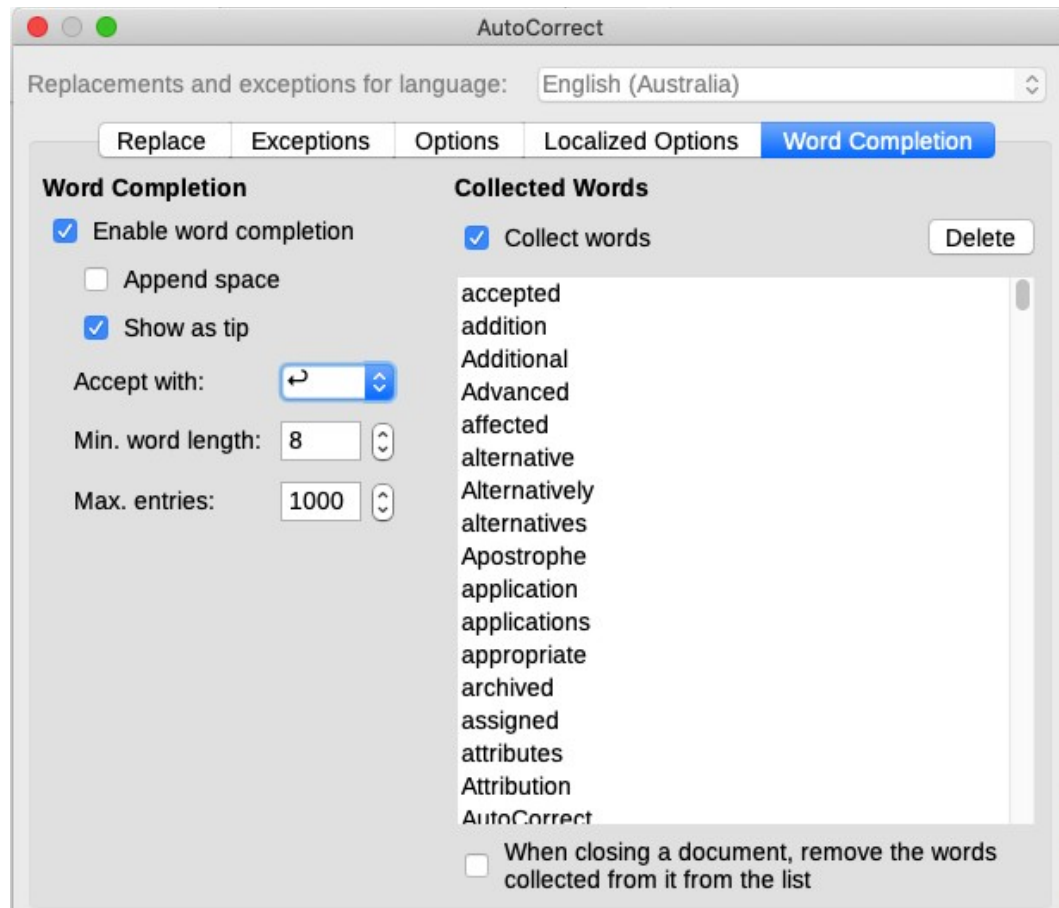 AutoCorrect
Replacements and exceptions for language: English (Australia)
Replace Exceptions Options Localized Options Word Completion
Word Completion
Enable word completion
Append space
Show as tip
Accept with: ↵
Min. word length: 8
Max. entries: 1000
Collected Words
Collect words Delete
accepted
addition
Additional
Advanced
affected
alternative
Alternatively
alternatives
Apostrophe
application
applications
appropriate
archived
assigned
attributes
Attribution
AutoCorrect
When closing a document, remove the words
collected from it from the list